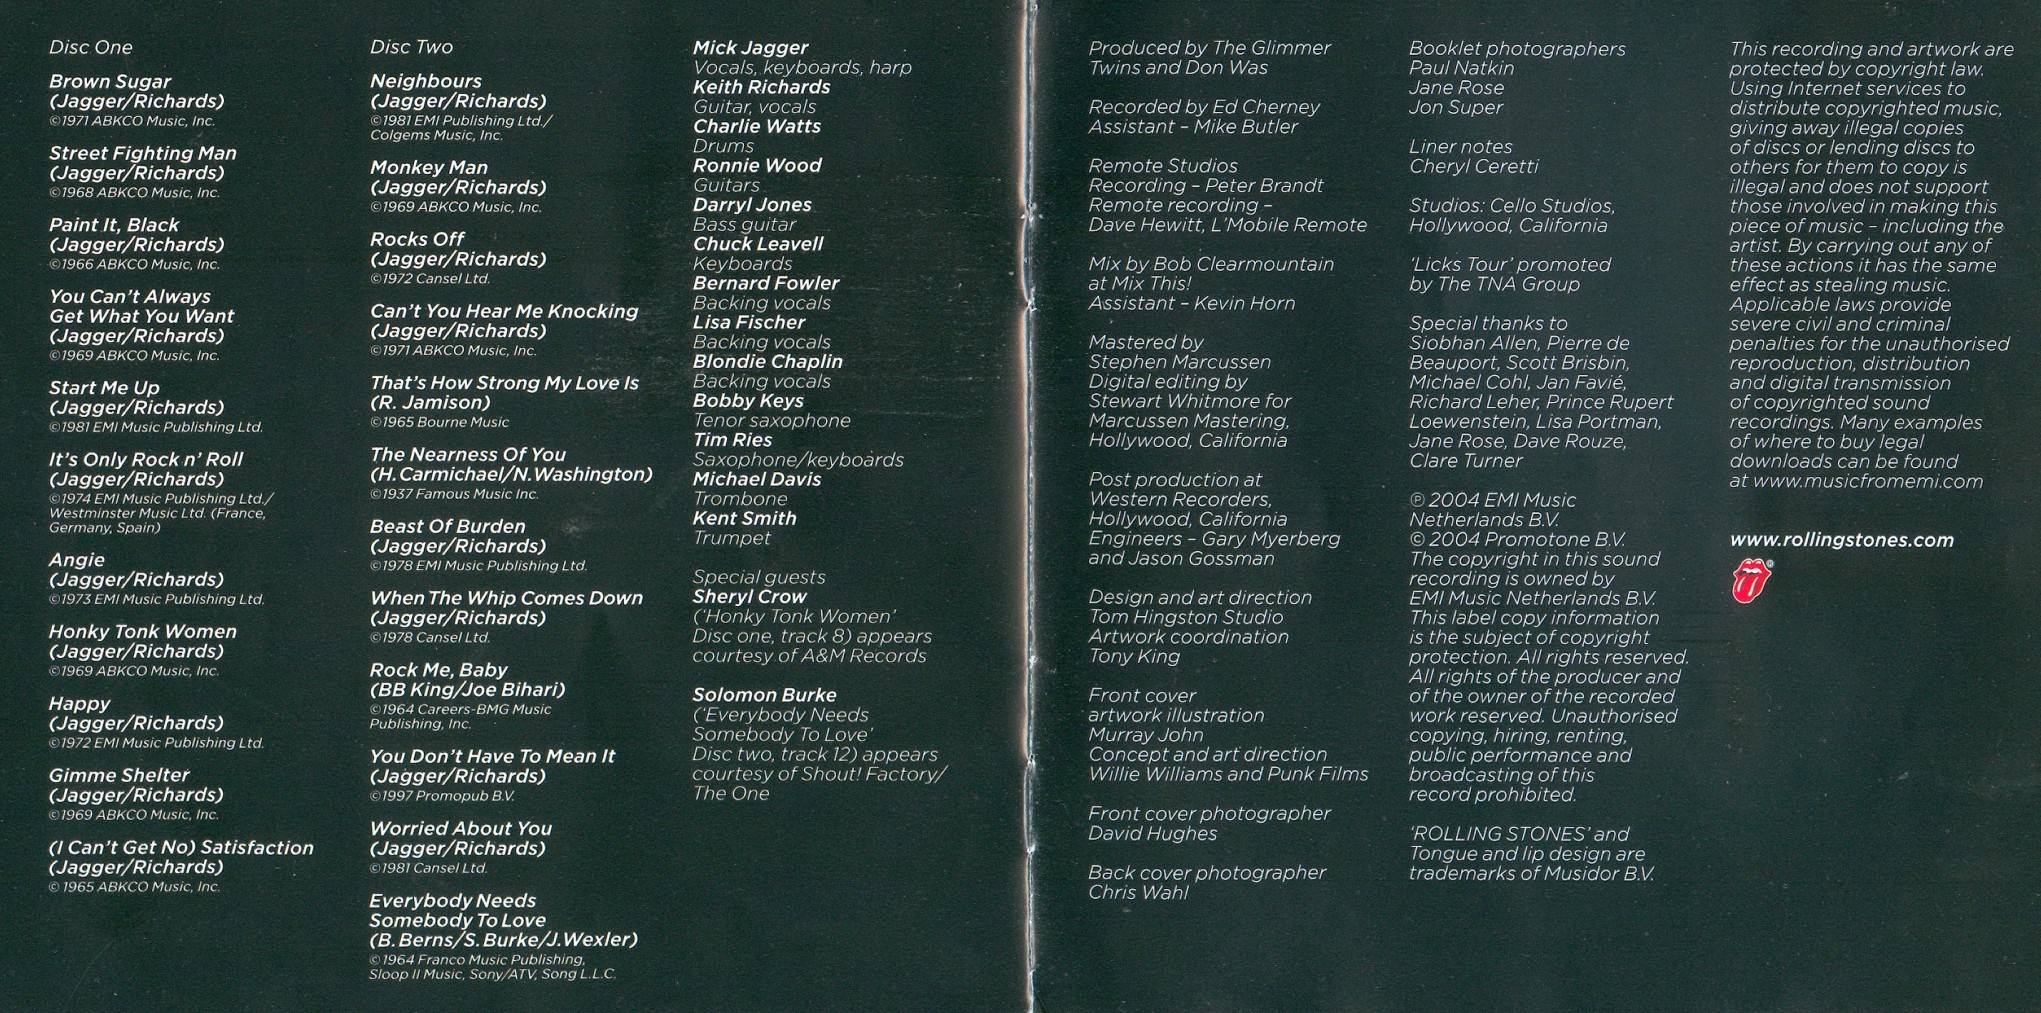 Disc One
Brown Sugar
(Jagger/Richards)
©1971 ABKCO Music, Inc.
Street Fighting Man
(Jagger/Richards)
©1968 ABKCO Music, Inc.
Paint It, Black
(Jagger/Richards)
©1966 ABKCO Music, Inc.
You Can't Always
Get What You Want
(Jagger/Richards)
©1969 ABKCO Music, Inc.
Start Me Up
(Jagger/Richards)
©1981 EMI Music Publishing Ltd.
It's Only Rock n' Roll
(Jagger/Richards)
©1974 EMI Music Publishing Ltd./
Westminster Music Ltd. (France,
Germany, Spain)
Angie
(Jagger/Richards)
©1973 EMI Music Publishing Ltd.
Honky Tonk Women
(Jagger/Richards)
©1969 ABKCO Music, Inc.
Happy
(Jagger/Richards)
©1972 EMI Music Publishing Ltd.
Gimme Shelter
(Jagger/Richards)
©1969 ABKCO Music, Inc.
(I Can't Get No) Satisfaction
(Jagger/Richards)
© 1965 ABKCO Music, Inc.
Disc Two
Neighbours
(Jagger/Richards)
©1981 EMI Publishing Ltd./
Colgems Music, Inc.
Monkey Man
(Jagger/Richards)
©1969 ABKCO Music, Inc.
Rocks Off
(Jagger/Richards)
©1972 Cansel Ltd.
Can't You Hear Me Knocking
(Jagger/Richards)
©1971 ABKCO Music, Inc.
That's How Strong My Love Is
(R. Jamison)
©1965 Bourne Music
The Nearness Of You
(H. Carmichael/N.Washington)
©1937 Famous Music Inc.
Beast Of Burden
(Jagger/Richards)
©1978 EMI Music Publishing Ltd.
When The Whip Comes Down
(Jagger/Richards)
©1978 Cansel Ltd.
Rock Me, Baby
(BB King/Joe Bihari)
©1964 Careers-BMG Music
Publishing, Inc.
You Don't Have To Mean It
(Jagger/Richards)
©1997 Promopub B.V.
Worried About You
(Jagger/Richards)
©1981 Cansel Ltd.
Everybody Needs
Somebody To Love
(B. Berns/S. Burke/J.Wexler)
©1964 Franco Music Publishing,
Sloop II Music, Sony/ATV, Song L.L.C.
Mick Jagger
Vocals, keyboards, harp
Keith Richards
Guitar, vocals
Charlie Watts
Drums
Ronnie Wood
Guitars
Darryl Jones
Bass guitar
Chuck Leavell
Keyboards
Bernard Fowler
Backing vocals
Lisa Fischer
Backing vocals
Blondie Chaplin
Backing vocals
Bobby Keys
Tenor saxophone
Tim Ries
Saxophone/keyboards
Michael Davis
Trombone
Kent Smith
Trumpet
Special guests
Sheryl Crow
('Honky Tonk Women'
Disc one, track 8) appears
courtesy of A&M Records
Solomon Burke
('Everybody Needs
Somebody To Love'
Disc two, track 12) appears
courtesy of Shout! Factory/
The One
Produced by The Glimmer
Twins and Don Was
Recorded by Ed Cherney
Assistant – Mike Butler
Remote Studios
Recording – Peter Brandt
Remote recording –
Dave Hewitt, L'Mobile Remote
Mix by Bob Clearmountain
at Mix This!
Assistant – Kevin Horn
Mastered by
Stephen Marcussen
Digital editing by
Stewart Whitmore for
Marcussen Mastering,
Hollywood, California
Post production at
Western Recorders,
Hollywood, California
Engineers – Gary Myerberg
and Jason Gossman
Design and art direction
Tom Hingston Studio
Artwork coordination
Tony King
Front cover
artwork illustration
Murray John
Concept and art direction
Willie Williams and Punk Films
Front cover photographer
David Hughes
Back cover photographer
Chris Wahl
Booklet photographers
Paul Natkin
Jane Rose
Jon Super
Liner notes
Cheryl Ceretti
Studios: Cello Studios,
Hollywood, California
'Licks Tour' promoted
by The TNA Group
Special thanks to
Siobhan Allen, Pierre de
Beauport, Scott Brisbin,
Michael Cohl, Jan Favié,
Richard Leher, Prince Rupert
Loewenstein, Lisa Portman,
Jane Rose, Dave Rouze,
Clare Turner
℗ 2004 EMI Music
Netherlands B.V.
© 2004 Promotone B.V.
The copyright in this sound
recording is owned by
EMI Music Netherlands B.V.
This label copy information
is the subject of copyright
protection. All rights reserved.
All rights of the producer and
of the owner of the recorded
work reserved. Unauthorised
copying, hiring, renting,
public performance and
broadcasting of this
record prohibited.
'ROLLING STONES' and
Tongue and lip design are
trademarks of Musidor B.V.
This recording and artwork are
protected by copyright law.
Using Internet services to
distribute copyrighted music,
giving away illegal copies
of discs or lending discs to
others for them to copy is
illegal and does not support
those involved in making this
piece of music – including the
artist. By carrying out any of
these actions it has the same
effect as stealing music.
Applicable laws provide
severe civil and criminal
penalties for the unauthorised
reproduction, distribution
and digital transmission
of copyrighted sound
recordings. Many examples
of where to buy legal
downloads can be found
at www.musicfromemi.com
www.rollingstones.com
®